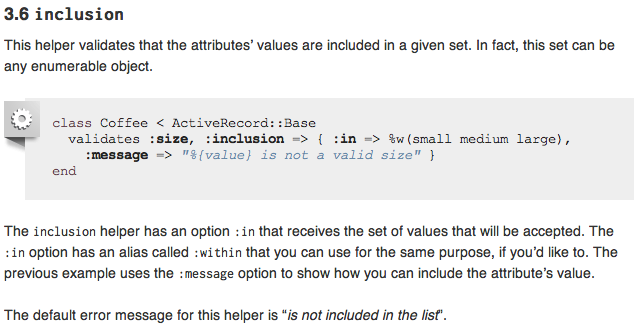 3.6 inclusion
This helper validates that the attributes’ values are included in a given set. In fact, this set can be
any enumerable object.
class Coffee < ActiveRecord::Base
  validates :size, :inclusion => { :in => %w(small medium large),
    :message => "%{value} is not a valid size" }
end
The inclusion helper has an option :in that receives the set of values that will be accepted. The
:in option has an alias called :within that you can use for the same purpose, if you’d like to. The
previous example uses the :message option to show how you can include the attribute’s value.
The default error message for this helper is “is not included in the list”.